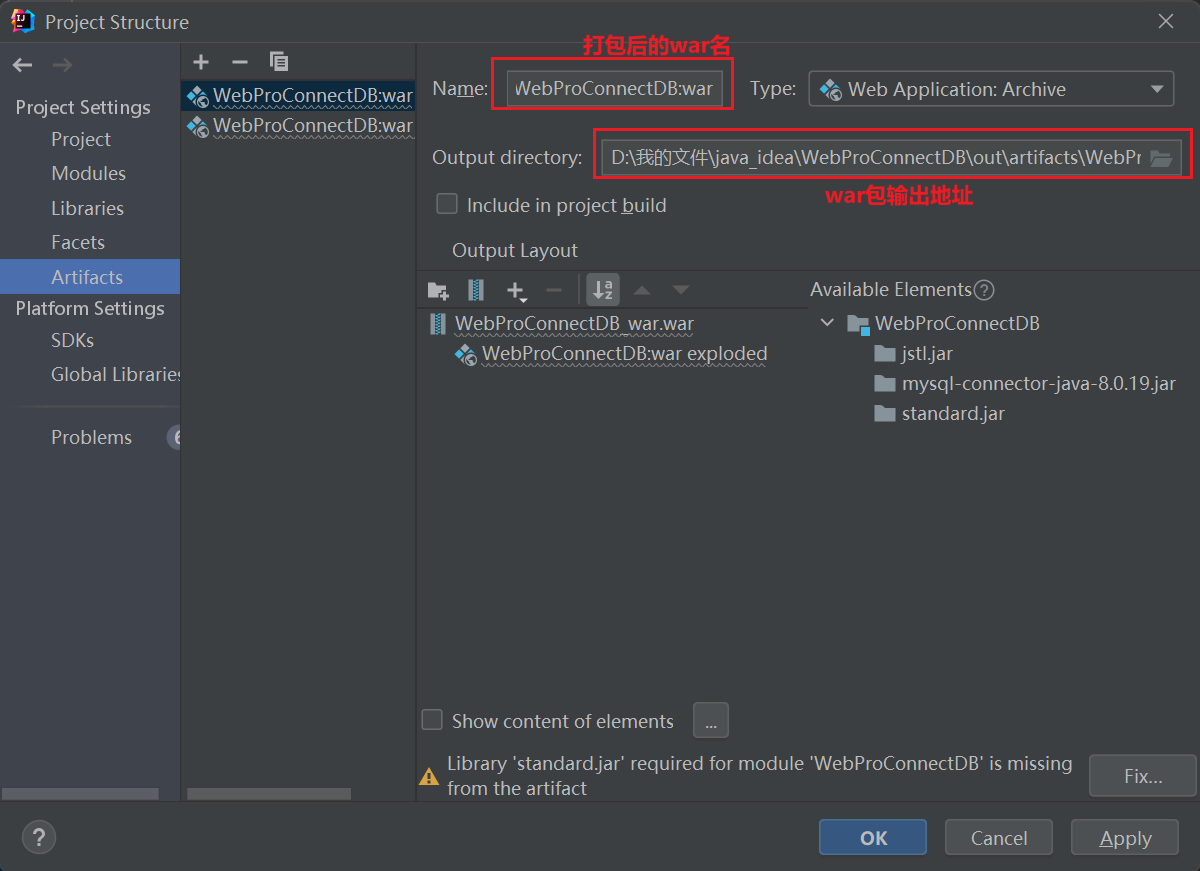 Project Structure
打包后的war名
Name: WebProConnectDB:war Type: Web Application: Archive
WebProConnectDB:war
WebProConnectDB:war
Project Settings
Project
Modules
Libraries
Facets
Artifacts
Platform Settings
SDKs
Global Libraries
Problems 6
Output directory: D:\我的文件\java_idea\WebProConnectDB\out\artifacts\WebPr
war包输出地址
Include in project build
Output Layout
Available Elements ?
WebProConnectDB_war.war
WebProConnectDB:war exploded
WebProConnectDB
jstl.jar
mysql-connector-java-8.0.19.jar
standard.jar
Show content of elements ...
Library 'standard.jar' required for module 'WebProConnectDB' is missing
from the artifact
Fix...
? OK Cancel Apply